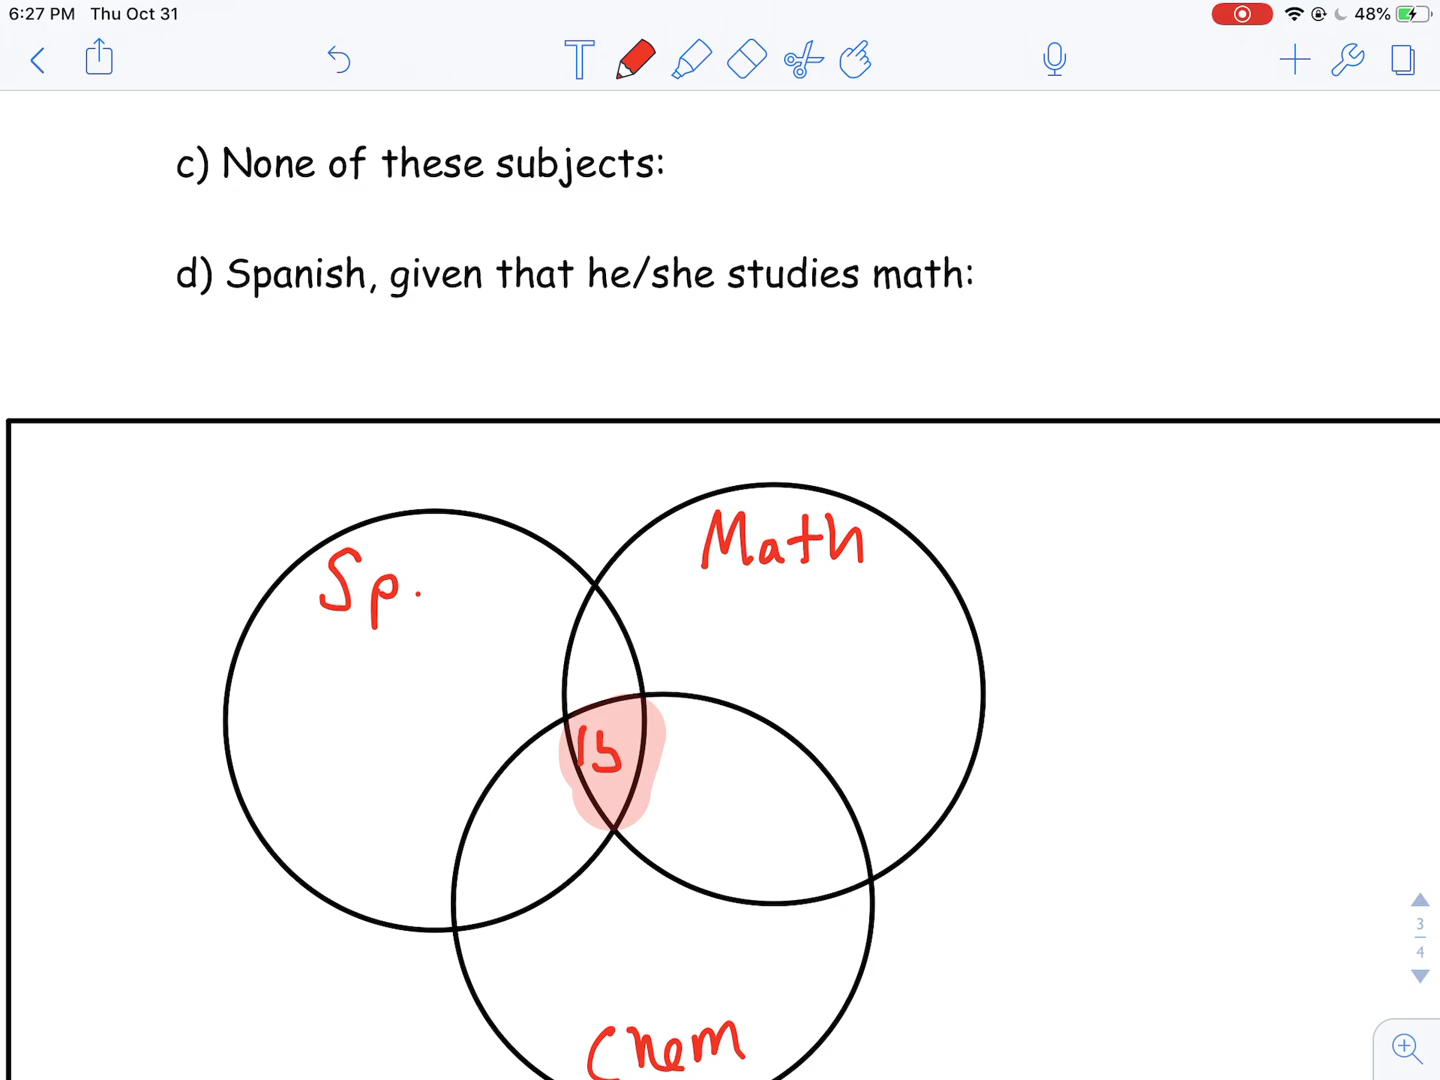 6:27 PM Thu Oct 31
48%
T
c) None of these subjects:
d) Spanish, given that he/she studies math:
Math
Sp.
15
3
4
Chem